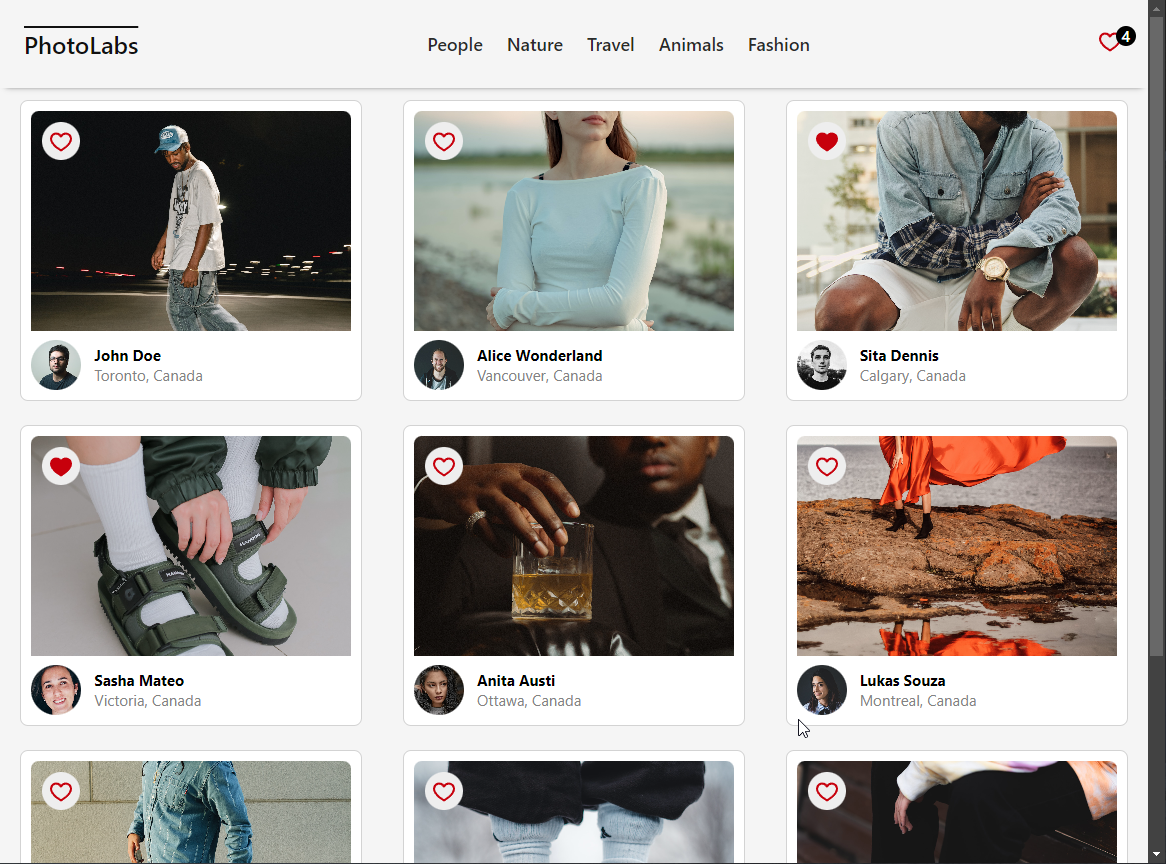 PhotoLabs
People Nature Travel Animals Fashion
4
John Doe
Toronto, Canada
Alice Wonderland
Vancouver, Canada
Sita Dennis
Calgary, Canada
Sasha Mateo
Victoria, Canada
Anita Austi
Ottawa, Canada
Lukas Souza
Montreal, Canada